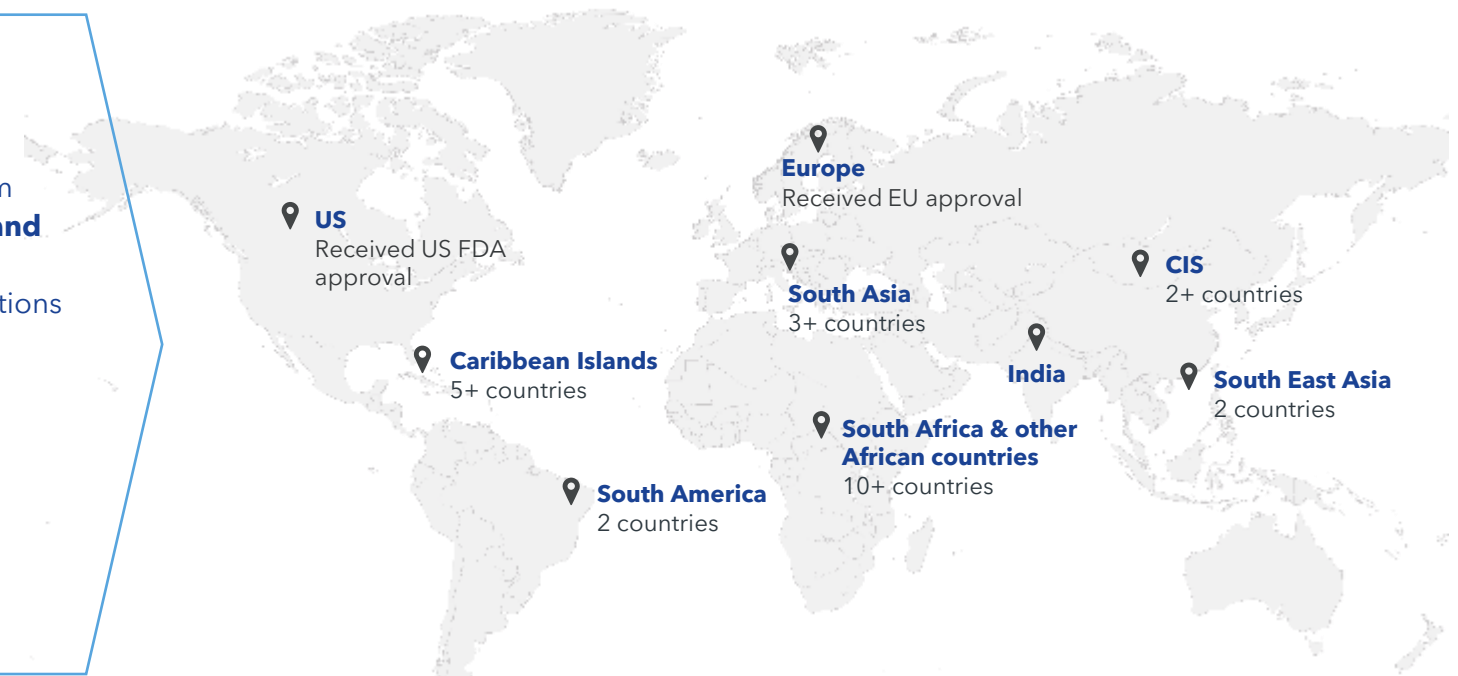 and
tions
US
Received US FDA
approval
Caribbean Islands
5+ countries
South America
2 countries
Europe
Received EU approval
South Asia
3+ countries
South Africa & other
African countries
10+ countries
India
CIS
2+ countries
South East Asia
2 countries